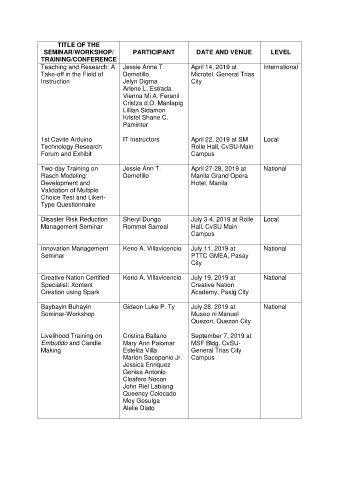 TITLE OF THE
SEMINAR/WORKSHOP/
TRAINING/CONFERENCE
PARTICIPANT
DATE AND VENUE
LEVEL
Teaching and Research: A
Take-off in the Field of
Instruction
Jessie Anne T.
Demetillo
Jelyn Digma
Arlene L. Estrada
Vienna Mi A. Feranil
Cristza d.O. Manlapig
Lillian Sidamon
Kristel Shane C.
Paminter
April 14, 2019 at
Microtel, General Trias
City
International
1st Cavite Arduino
Technology Research
Forum and Exhibit
IT Instructors
April 22, 2019 at SM
Rolle Hall, CvSU-Main
Campus
Local
Two-day Training on
Rasch Modeling:
Development and
Validation of Multiple
Choice Test and Likert-
Type Questionnaire
Jessie Ann T.
Demetillo
April 27-28, 2019 at
Manila Grand Opera
Hotel, Manila
National
Disaster Risk Reduction
Management Seminar
Sheryl Dungo
Rommel Sarreal
July 3-4, 2019 at Rolle
Hall, CvSU Main
Campus
Local
Innovation Management
Seminar
Keno A. Villavicencio
July 11, 2019 at
PTTC GMEA, Pasay
City
National
Creative Nation Certified
Specialist: Xontent
Creation using Spark
Keno A. Villavicencio
July 19, 2019 at
Creative Nation
Academy, Pasig City
National
Baybayin Buhayin
Seminar-Workshop
Gideon Luke P. Ty
July 28, 2019 at
Museo ni Manuel
Quezon, Quezon City
National
Livelihood Training on
Embutido and Candle
Making
Cristina Ballano
Mary Ann Palomar
Estelita Villa
Marlon Sacopanio Jr.
Jessica Enriquez
Genisa Antonio
Cleafare Nocon
John Riel Labiang
Queency Colocado
Mey Gosulga
Alelie Diato
September 7, 2019 at
MSF Bldg. CvSU-
General Trias City
Campus